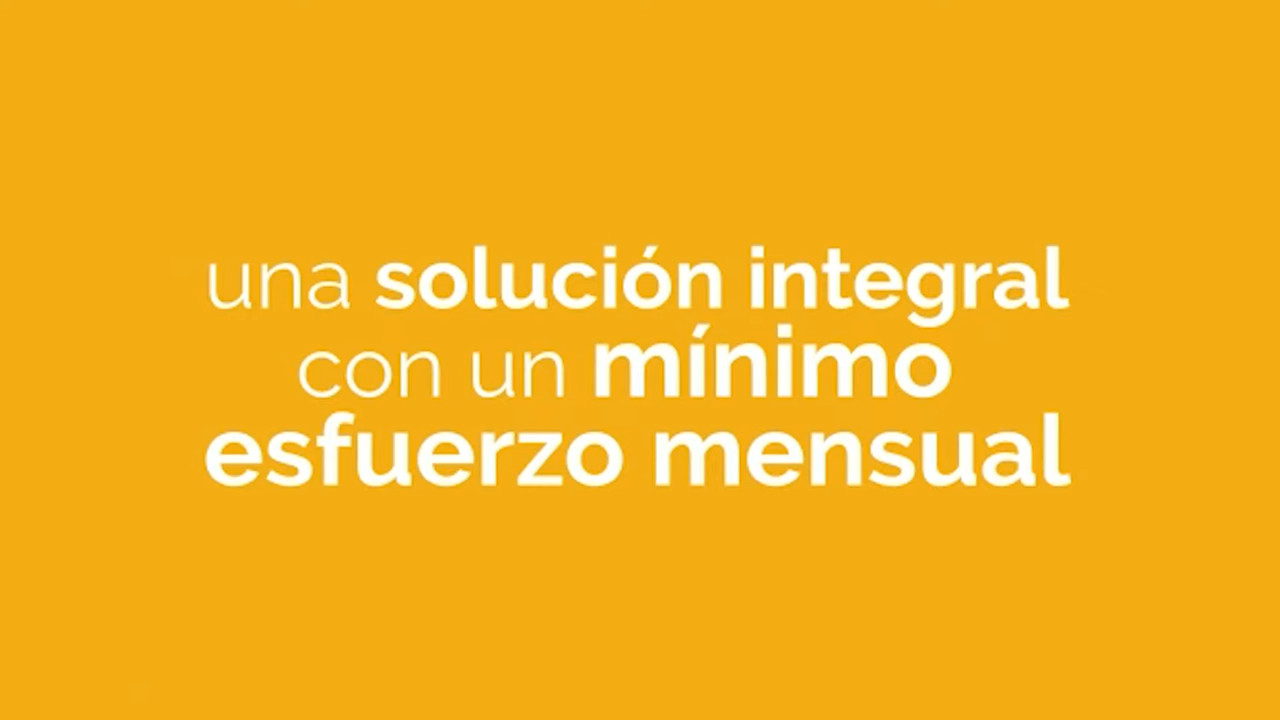 una solución integral
con un mínimo
esfuerzo mensual